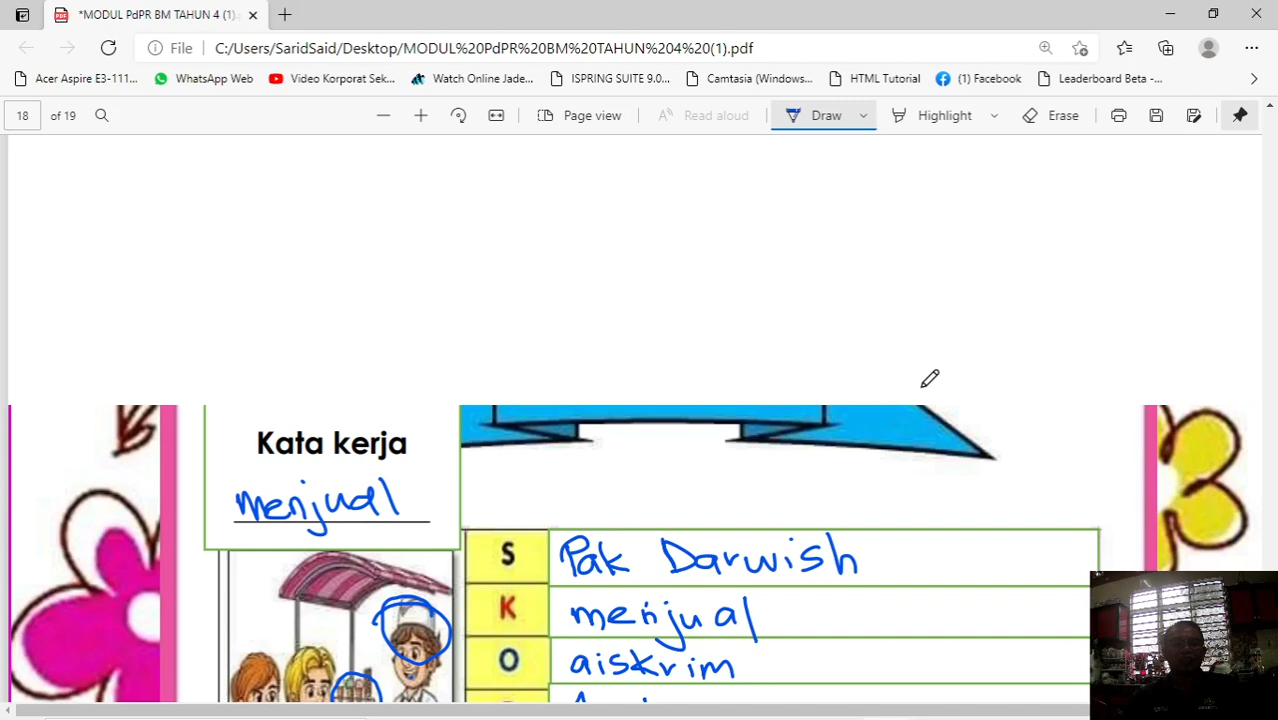 *MODUL PdPR BM TAHUN 4 (1).
File C:/Users/SaridSaid/Desktop/MODUL%20PdPR%20BM%20TAHUN%204%20(1).pdf
Acer Aspire E3-111... WhatsApp Web Video Korporat Sek... Watch Online Jade... ISPRING SUITE 9.0... Camtasia (Windows... HTML Tutorial (1) Facebook Leaderboard Beta -...
18 of 19 Page view Read aloud Draw Highlight Erase
Kata kerja
menjual
S Pak Darwish
K menjual
O aiskrim